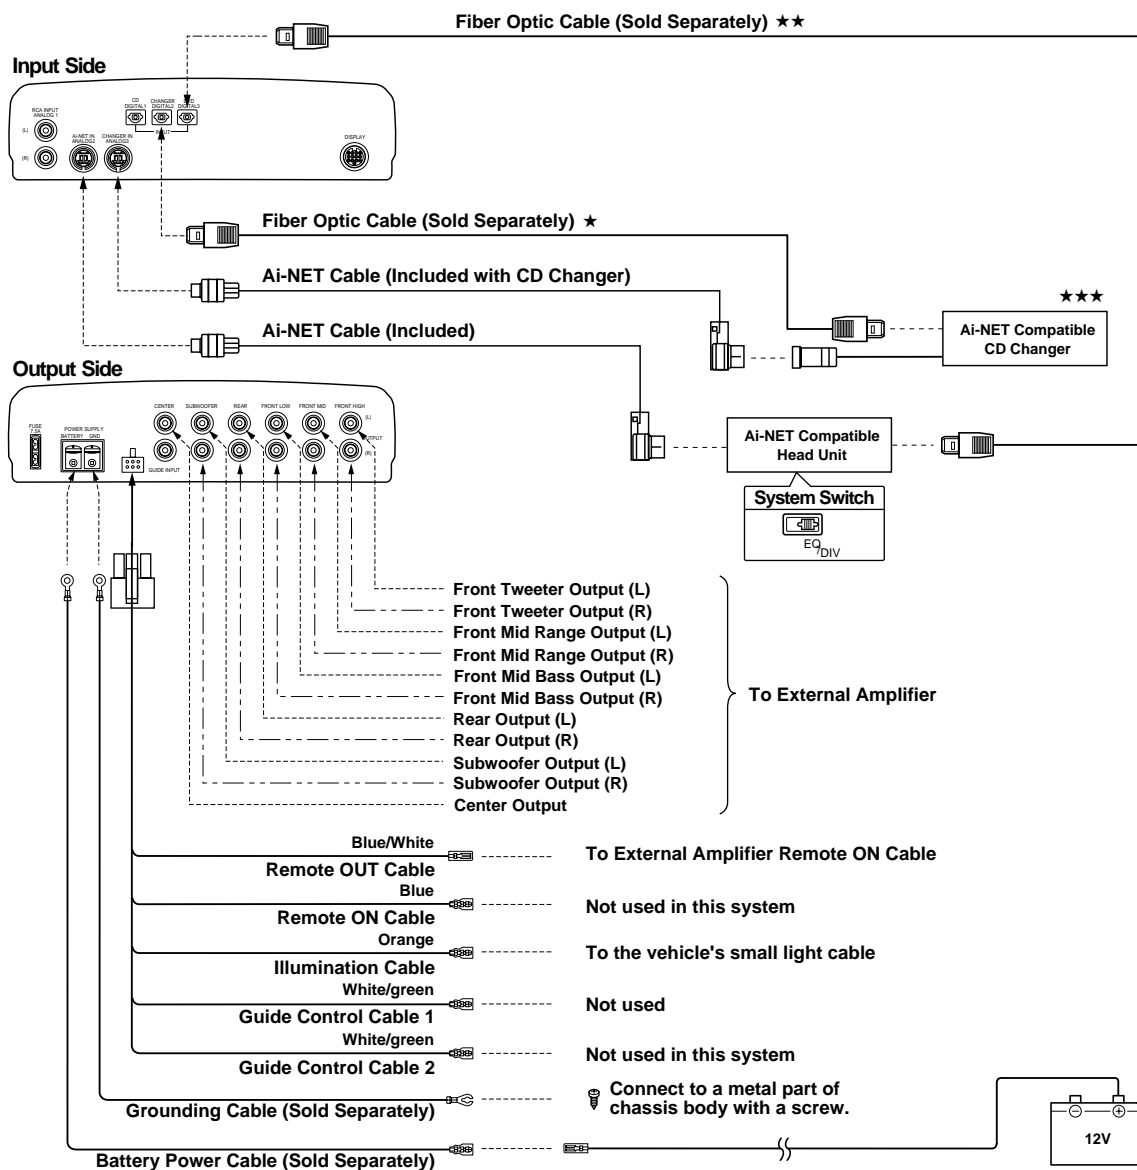 Fiber Optic Cable (Sold Separately) ★★
Input Side
RCA INPUT
ANALOG 1
(L)
(R)
Ai-NET IN
ANALOG2
CHANGER IN
ANALOG3
CD
DIGITAL1
CHANGER
DIGITAL2
DIGITAL3
DISPLAY
Fiber Optic Cable (Sold Separately) ★
Ai-NET Cable (Included with CD Changer)
★★★
Ai-NET Compatible
CD Changer
Ai-NET Cable (Included)
Output Side
FUSE
7.5A
POWER SUPPLY
BATTERY
GND
CENTER
SUBWOOFER
REAR
FRONT LOW
FRONT MID
FRONT HIGH
(L)
OUTPUT
(R)
GUIDE INPUT
Ai-NET Compatible
Head Unit
System Switch
EQ/DIV
Front Tweeter Output (L)
Front Tweeter Output (R)
Front Mid Range Output (L)
Front Mid Range Output (R)
Front Mid Bass Output (L)
Front Mid Bass Output (R)
Rear Output (L)
Rear Output (R)
Subwoofer Output (L)
Subwoofer Output (R)
Center Output
To External Amplifier
Blue/White
Remote OUT Cable
To External Amplifier Remote ON Cable
Blue
Remote ON Cable
Not used in this system
Orange
Illumination Cable
To the vehicle's small light cable
White/green
Guide Control Cable 1
Not used
White/green
Guide Control Cable 2
Not used in this system
Grounding Cable (Sold Separately)
Connect to a metal part of
chassis body with a screw.
Battery Power Cable (Sold Separately)
12V